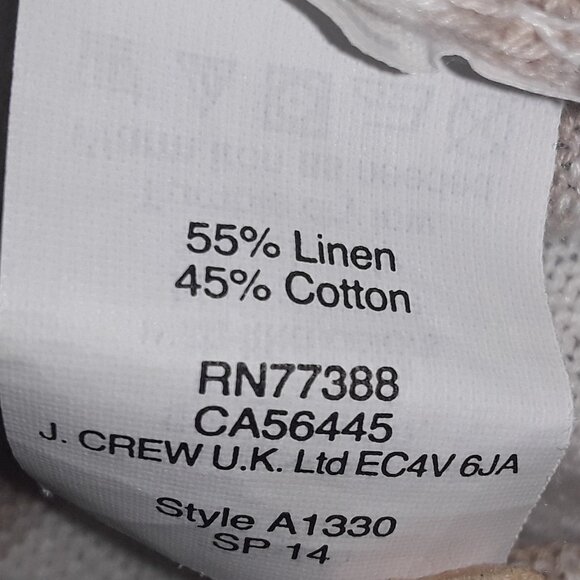 55% Linen
45% Cotton
RN77388
CA56445
J. CREW U.K. Ltd EC4V 6JA
Style A1330
SP 14